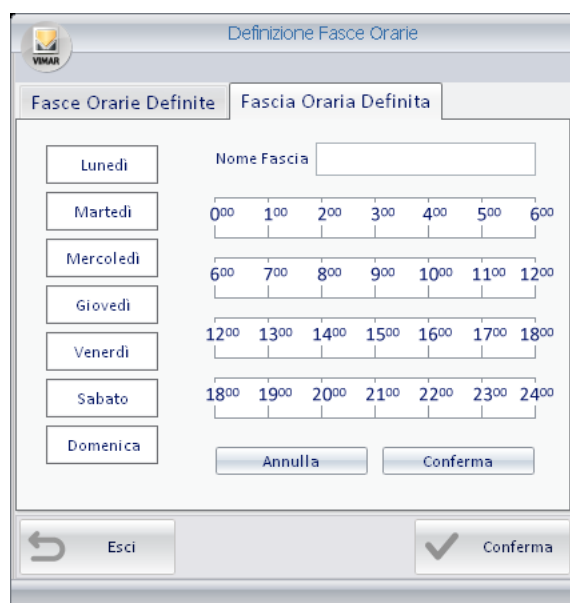 Definizione Fasce Orarie
VIMAR
Fasce Orarie Definite Fascia Oraria Definita
Lunedì
Martedì
Mercoledì
Giovedì
Venerdì
Sabato
Domenica
Nome Fascia
0⁰⁰ 1⁰⁰ 2⁰⁰ 3⁰⁰ 4⁰⁰ 5⁰⁰ 6⁰⁰
6⁰⁰ 7⁰⁰ 8⁰⁰ 9⁰⁰ 10⁰⁰ 11⁰⁰ 12⁰⁰
12⁰⁰ 13⁰⁰ 14⁰⁰ 15⁰⁰ 16⁰⁰ 17⁰⁰ 18⁰⁰
18⁰⁰ 19⁰⁰ 20⁰⁰ 21⁰⁰ 22⁰⁰ 23⁰⁰ 24⁰⁰
Annulla Conferma
Esci Conferma